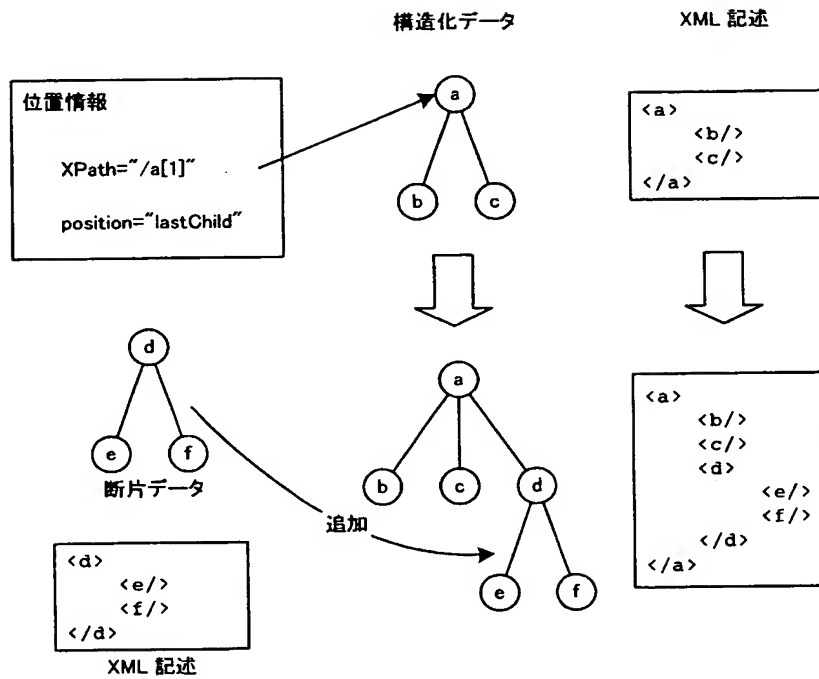 構造化データ
XML 記述
位置情報
XPath="/a[1]"
position="lastChild"
a
b
c
<a>
<b/>
<c/>
</a>
d
e
f
断片データ
追加
a
b
c
d
e
f
<a>
<b/>
<c/>
<d>
<e/>
<f/>
</d>
</a>
<d>
<e/>
<f/>
</d>
XML 記述